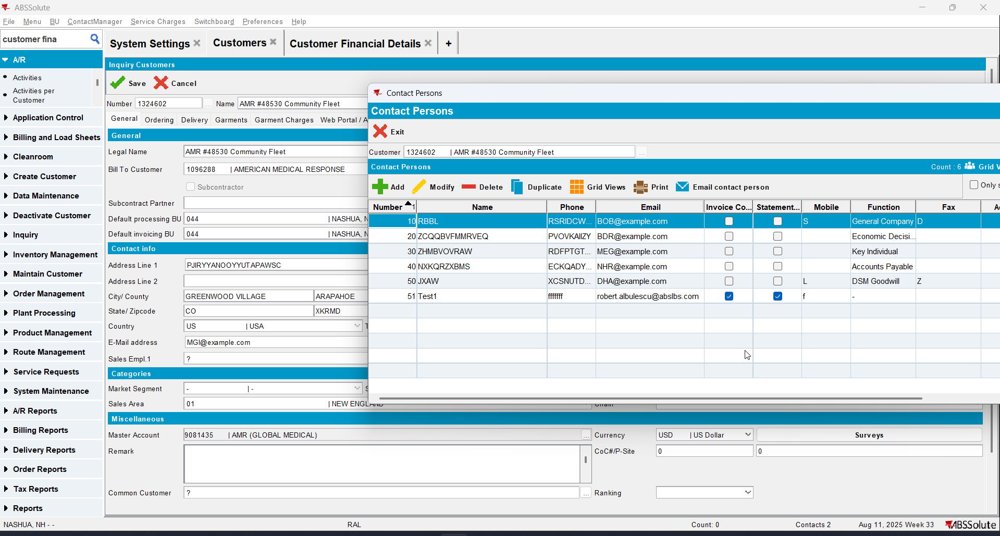 ABSSolute
File Menu BU ContactManager Service Charges Switchboard Preferences Help
customer fina
System Settings Customers Customer Financial Details +
A/R
Activities
Activities per
Customer
Application Control
Billing and Load Sheets
Cleanroom
Create Customer
Data Maintenance
Deactivate Customer
Inquiry
Inventory Management
Maintain Customer
Order Management
Plant Processing
Product Management
Route Management
Service Requests
System Maintenance
A/R Reports
Billing Reports
Delivery Reports
Order Reports
Tax Reports
Reports
Inquiry Customers
Save Cancel
Number 1324602 ... Name AMR #48530 Community Fleet
General Ordering Delivery Garments Garment Charges Web Portal / A
General
Legal Name AMR #48530 Community Fleet
Bill To Customer 1096288 | AMERICAN MEDICAL RESPONSE
Subcontractor
Subcontract Partner
Default processing BU 044 | NASHUA, N
Default invoicing BU 044 | NASHUA, N
Contact info
Address Line 1 PJIRYYANOOYYUTAPAWSC
Address Line 2
City/ County GREENWOOD VILLAGE ARAPAHOE
State/ Zipcode CO XKRMD
Country US | USA
E-Mail address MGI@example.com
Sales Empl.1 ?
Categories
Market Segment - | -
Sales Area 01 | NEW ENGLAND
Chain
Miscellaneous
Master Account 9081435 | AMR (GLOBAL MEDICAL) ... Currency USD | US Dollar Surveys
Remark CoC#/P-Site 0 0
Common Customer ? ... Ranking
Contact Persons
Contact Persons
Exit
Customer 1324602 | AMR #48530 Community Fleet ...
Contact Persons Count : 6 Grid V
Add Modify Delete Duplicate Grid Views Print Email contact person Only s
Number 1 Name Phone Email Invoice Co... Statement... Mobile Function Fax A
10 RBBL RSRIDCW... BOB@example.com S General Company D
20 ZCQQBVFMMRVEQ PVOVKAIIZY BDR@example.com Economic Decisi...
30 ZHMBVOVRAW RDFPTGT... MEG@example.com Key Individual
40 NXKQRZXBMS ECKQADY... NHR@example.com Accounts Payable
50 JXAW XCSNUTD... DHA@example.com L DSM Goodwill Z
51 Test1 fffffff robert.albulescu@abslbs.com f -
NASHUA, NH - - RAL Count: 0 Contacts 2 Aug 11, 2025 Week 33 ABSSolute